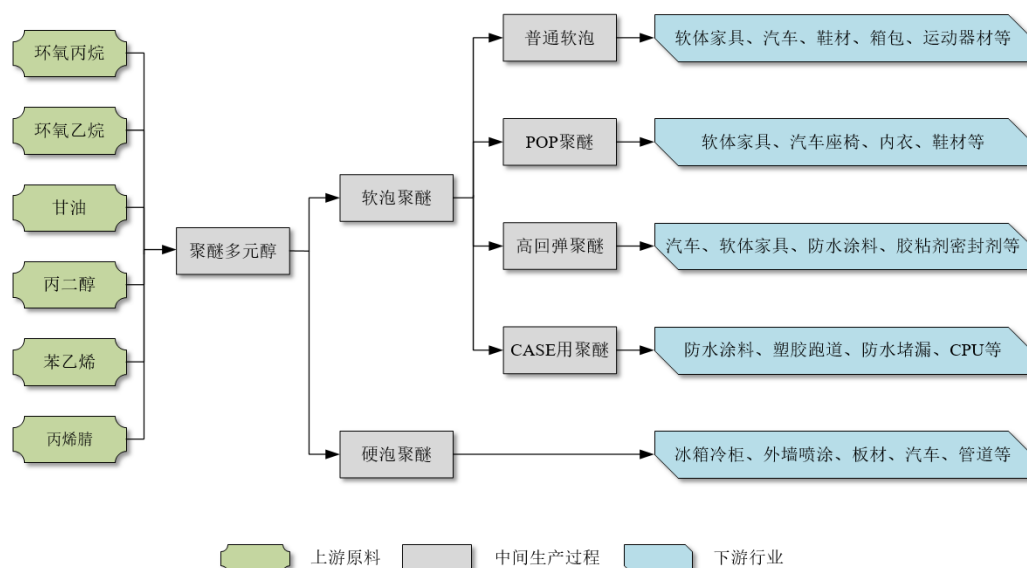 环氧丙烷
环氧乙烷
甘油
丙二醇
苯乙烯
丙烯腈
聚醚多元醇
软泡聚醚
硬泡聚醚
普通软泡
POP聚醚
高回弹聚醚
CASE用聚醚
软体家具、汽车、鞋材、箱包、运动器材等
软体家具、汽车座椅、内衣、鞋材等
汽车、软体家具、防水涂料、胶粘剂密封剂等
防水涂料、塑胶跑道、防水堵漏、CPU等
冰箱冷柜、外墙喷涂、板材、汽车、管道等
上游原料
中间生产过程
下游行业